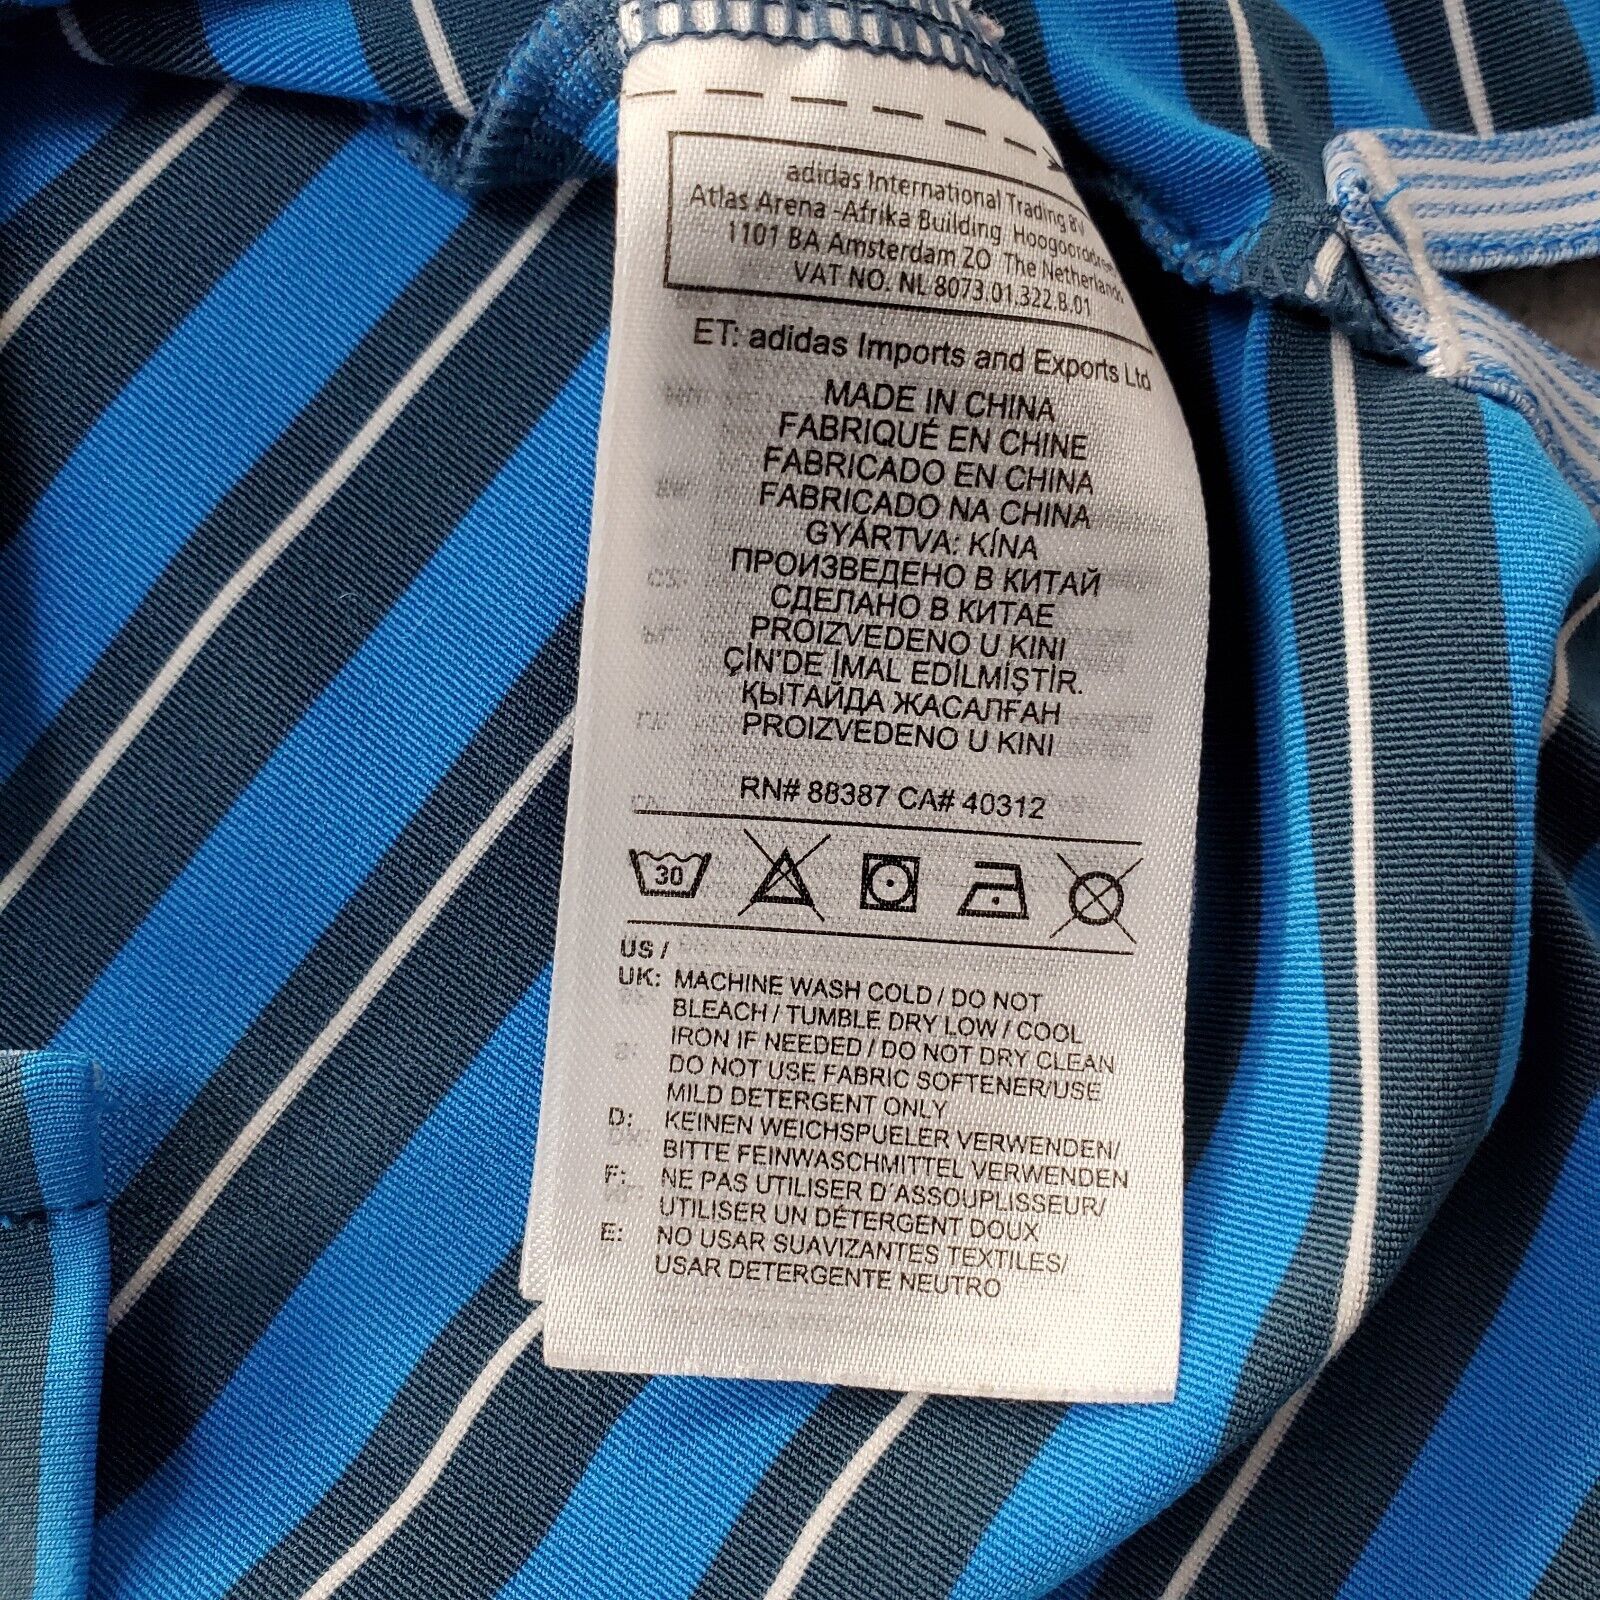 adidas International Trading BV
Atlas Arena -Afrika Building Hoogoorddreef
1101 BA Amsterdam ZO The Netherlands
VAT NO. NL 8073.01.322.B.01
ET: adidas Imports and Exports Ltd
MADE IN CHINA
FABRIQUÉ EN CHINE
FABRICADO EN CHINA
FABRICADO NA CHINA
GYÁRTVA: KÍNA
ПРОИЗВЕДЕНО В КИТАЙ
СДЕЛАНО В КИТАЕ
PROIZVEDENO U KINI
ÇİN'DE İMAL EDİLMİŞTİR.
ҚЫТАЙДА ЖАСАЛҒАН
PROIZVEDENO U KINI
RN# 88387 CA# 40312
30
US /
UK: MACHINE WASH COLD / DO NOT
BLEACH / TUMBLE DRY LOW / COOL
IRON IF NEEDED / DO NOT DRY CLEAN
DO NOT USE FABRIC SOFTENER/USE
MILD DETERGENT ONLY
D: KEINEN WEICHSPUELER VERWENDEN/
BITTE FEINWASCHMITTEL VERWENDEN
F: NE PAS UTILISER D'ASSOUPLISSEUR/
UTILISER UN DÉTERGENT DOUX
E: NO USAR SUAVIZANTES TEXTILES/
USAR DETERGENTE NEUTRO